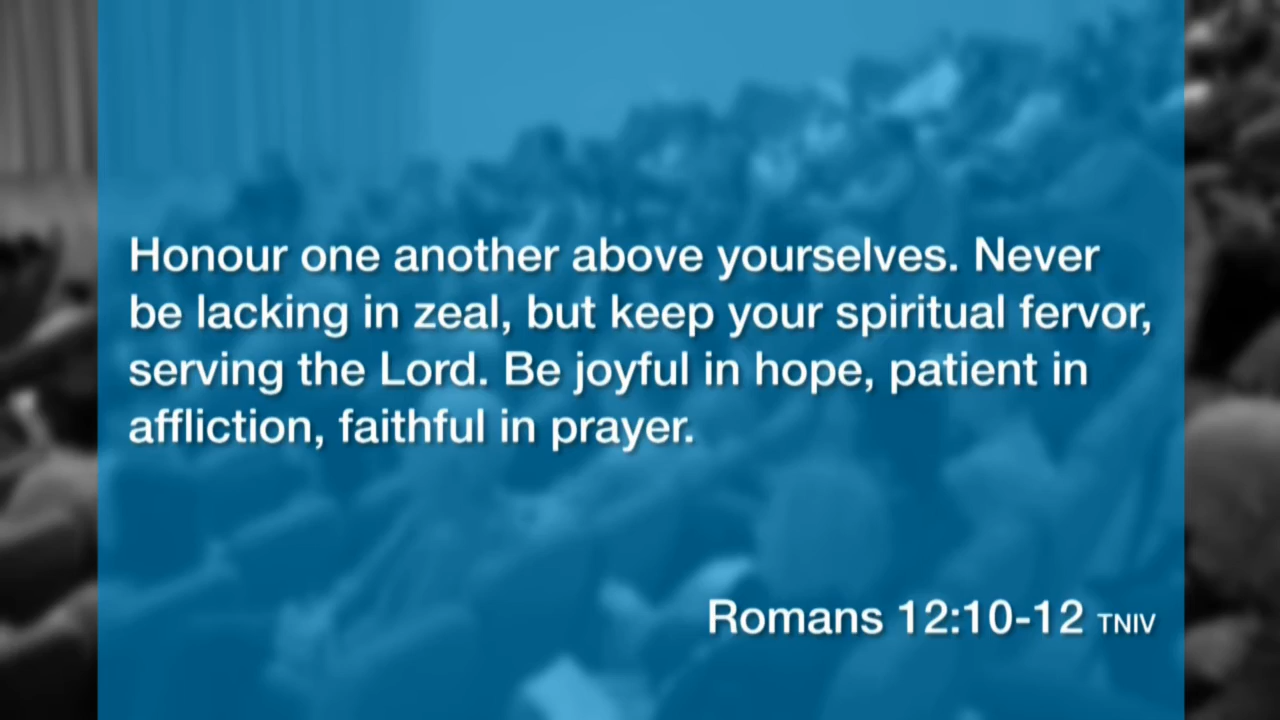 Honour one another above yourselves. Never
be lacking in zeal, but keep your spiritual fervor,
serving the Lord. Be joyful in hope, patient in
affliction, faithful in prayer.
Romans 12:10-12 TNIV